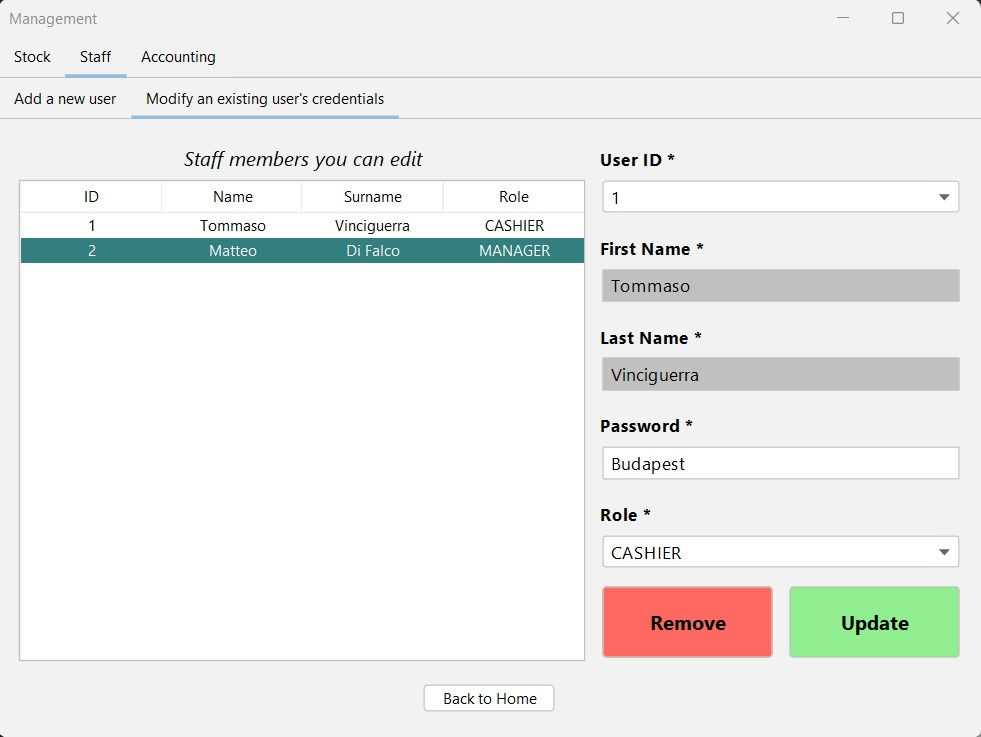 Management
Stock Staff Accounting
Add a new user Modify an existing user's credentials
Staff members you can edit
ID Name Surname Role
1 Tommaso Vinciguerra CASHIER
2 Matteo Di Falco MANAGER
User ID *
1
First Name *
Tommaso
Last Name *
Vinciguerra
Password *
Budapest
Role *
CASHIER
Remove Update
Back to Home